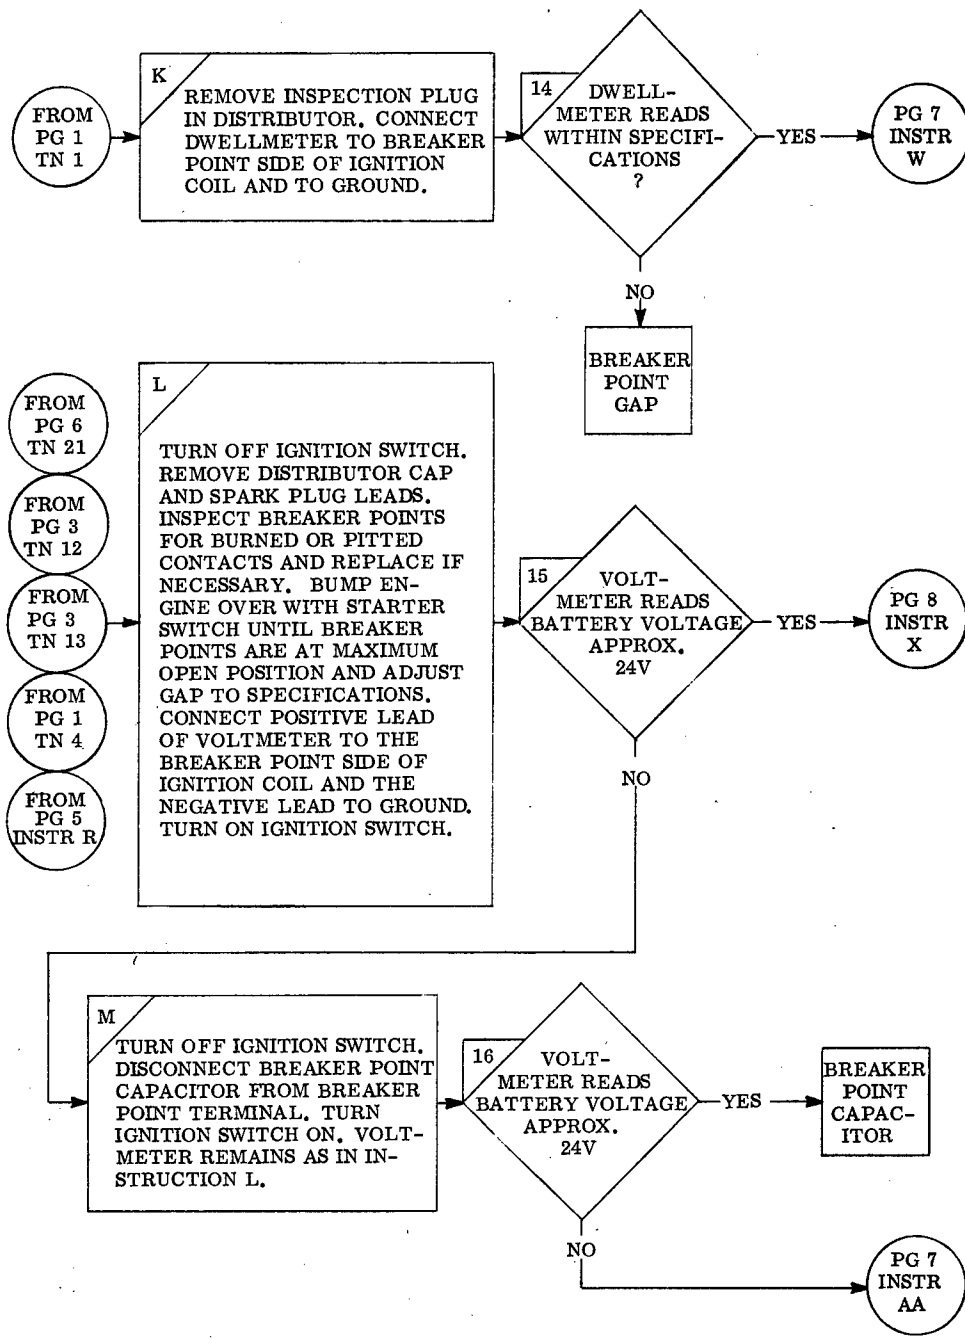 FROM
PG 1
TN 1
K
REMOVE INSPECTION PLUG
IN DISTRIBUTOR. CONNECT
DWELLMETER TO BREAKER
POINT SIDE OF IGNITION
COIL AND TO GROUND.
14
DWELL-
METER READS
WITHIN SPECIFI-
CATIONS
?
YES
PG 7
INSTR
W
NO
BREAKER
POINT
GAP
FROM
PG 6
TN 21
FROM
PG 3
TN 12
FROM
PG 3
TN 13
FROM
PG 1
TN 4
FROM
PG 5
INSTR R
L
TURN OFF IGNITION SWITCH.
REMOVE DISTRIBUTOR CAP
AND SPARK PLUG LEADS.
INSPECT BREAKER POINTS
FOR BURNED OR PITTED
CONTACTS AND REPLACE IF
NECESSARY. BUMP EN-
GINE OVER WITH STARTER
SWITCH UNTIL BREAKER
POINTS ARE AT MAXIMUM
OPEN POSITION AND ADJUST
GAP TO SPECIFICATIONS.
CONNECT POSITIVE LEAD
OF VOLTMETER TO THE
BREAKER POINT SIDE OF
IGNITION COIL AND THE
NEGATIVE LEAD TO GROUND.
TURN ON IGNITION SWITCH.
15
VOLT-
METER READS
BATTERY VOLTAGE
APPROX.
24V
YES
PG 8
INSTR
X
NO
M
TURN OFF IGNITION SWITCH.
DISCONNECT BREAKER POINT
CAPACITOR FROM BREAKER
POINT TERMINAL. TURN
IGNITION SWITCH ON. VOLT-
METER REMAINS AS IN IN-
STRUCTION L.
16
VOLT-
METER READS
BATTERY VOLTAGE
APPROX.
24V
YES
BREAKER
POINT
CAPAC-
ITOR
NO
PG 7
INSTR
AA